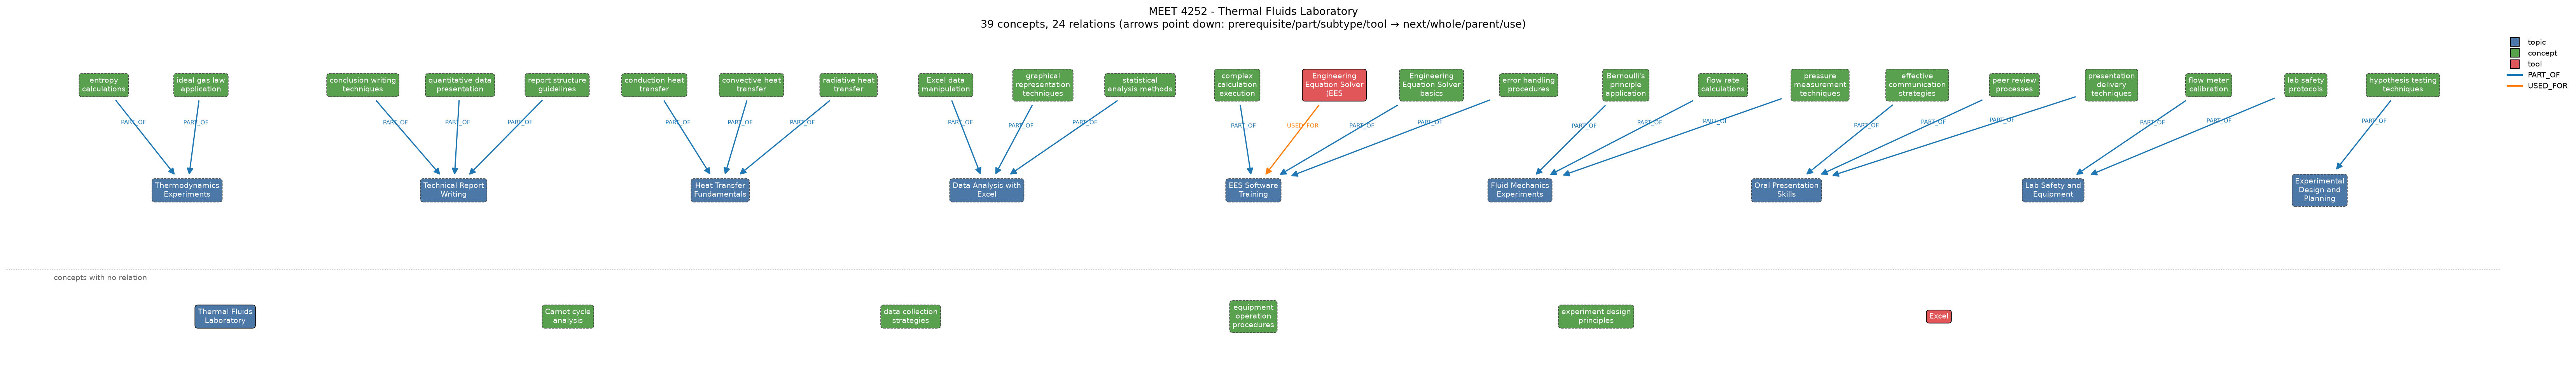 MEET 4252 - Thermal Fluids Laboratory
39 concepts, 24 relations (arrows point down: prerequisite/part/subtype/tool → next/whole/parent/use)
topic
concept
tool
PART_OF
USED_FOR
entropy
calculations
ideal gas law
application
conclusion writing
techniques
quantitative data
presentation
report structure
guidelines
conduction heat
transfer
convective heat
transfer
radiative heat
transfer
Excel data
manipulation
graphical
representation
techniques
statistical
analysis methods
complex
calculation
execution
Engineering
Equation Solver
(EES
Engineering
Equation Solver
basics
error handling
procedures
Bernoulli's
principle
application
flow rate
calculations
pressure
measurement
techniques
effective
communication
strategies
peer review
processes
presentation
delivery
techniques
flow meter
calibration
lab safety
protocols
hypothesis testing
techniques
PART_OF
PART_OF
PART_OF
PART_OF
PART_OF
PART_OF
PART_OF
PART_OF
PART_OF
PART_OF
PART_OF
PART_OF
USED_FOR
PART_OF
PART_OF
PART_OF
PART_OF
PART_OF
PART_OF
PART_OF
PART_OF
PART_OF
PART_OF
PART_OF
Thermodynamics
Experiments
Technical Report
Writing
Heat Transfer
Fundamentals
Data Analysis with
Excel
EES Software
Training
Fluid Mechanics
Experiments
Oral Presentation
Skills
Lab Safety and
Equipment
Experimental
Design and
Planning
concepts with no relation
Thermal Fluids
Laboratory
Carnot cycle
analysis
data collection
strategies
equipment
operation
procedures
experiment design
principles
Excel